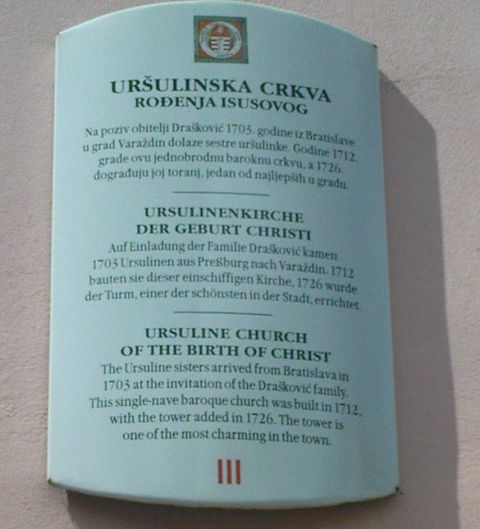 URŠULINSKA CRKVA
ROĐENJA ISUSOVOG
Na poziv obitelji Drašković 1703. godine iz Bratislave
u grad Varaždin dolaze sestre uršulinke. Godine 1712.
grade ovu jednobrodnu baroknu crkvu, a 1726.
dograđuju joj toranj, jedan od najljepših u gradu.
URSULINENKIRCHE
DER GEBURT CHRISTI
Auf Einladung der Familie Drašković kamen
1703 Ursulinen aus Preßburg nach Varaždin. 1712
bauten sie dieser einschiffigen Kirche, 1726 wurde
der Turm, einer der schönsten in der Stadt, errichtet.
URSULINE CHURCH
OF THE BIRTH OF CHRIST
The Ursuline sisters arrived from Bratislava in
1703 at the invitation of the Drašković family.
This single-nave baroque church was built in 1712,
with the tower added in 1726. The tower is
one of the most charming in the town.
III